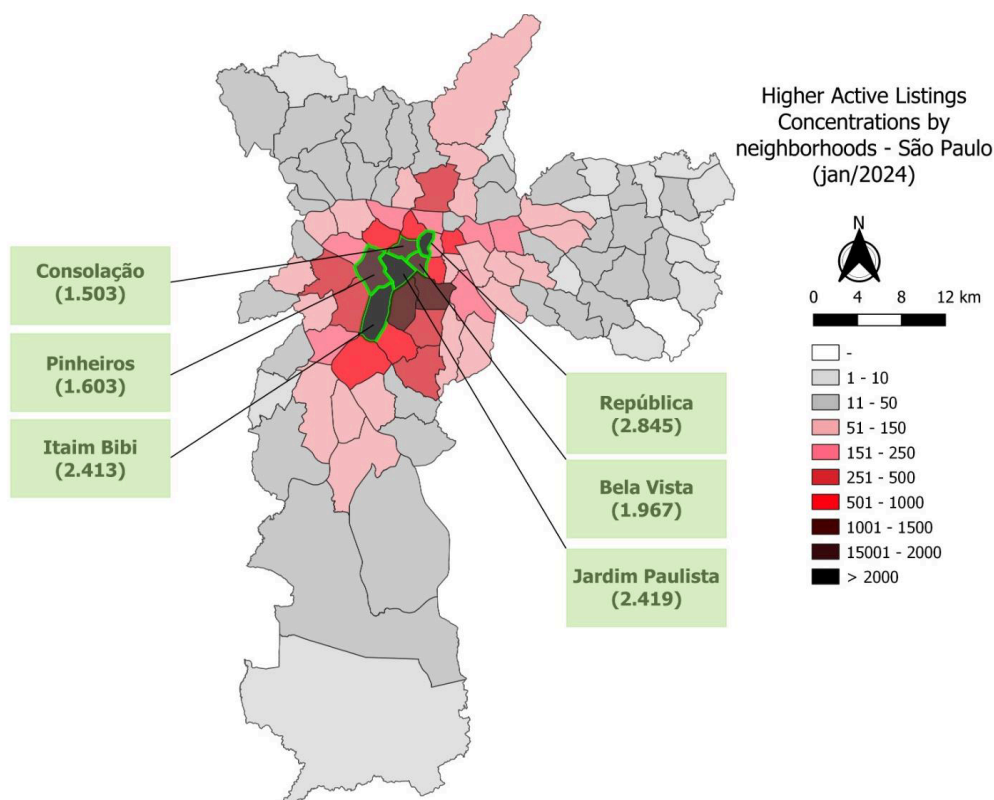 Higher Active Listings
Concentrations by
neighborhoods - São Paulo
(jan/2024)
N
0 4 8 12 km
-
1 - 10
11 - 50
51 - 150
151 - 250
251 - 500
501 - 1000
1001 - 1500
15001 - 2000
> 2000
Consolação
(1.503)
Pinheiros
(1.603)
Itaim Bibi
(2.413)
República
(2.845)
Bela Vista
(1.967)
Jardim Paulista
(2.419)